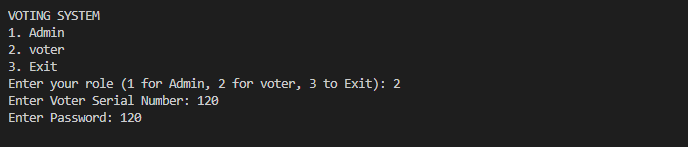 VOTING SYSTEM
1. Admin
2. voter
3. Exit
Enter your role (1 for Admin, 2 for voter, 3 to Exit): 2
Enter Voter Serial Number: 120
Enter Password: 120